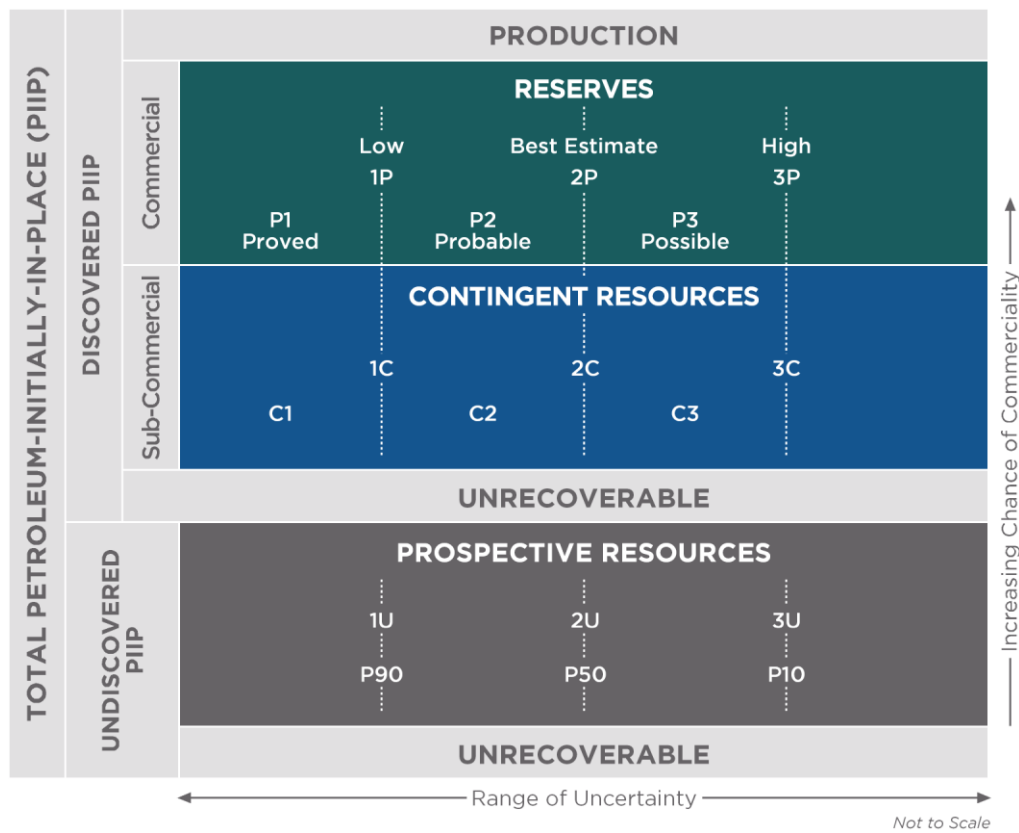 TOTAL PETROLEUM-INITIALLY-IN-PLACE (PIIP)
DISCOVERED PIIP
PRODUCTION
Commercial
RESERVES
Low
Best Estimate
High
1P
2P
3P
P1
Proved
P2
Probable
P3
Possible
Sub-Commercial
CONTINGENT RESOURCES
1C
2C
3C
C1
C2
C3
UNRECOVERABLE
UNDISCOVERED
PIIP
PROSPECTIVE RESOURCES
1U
2U
3U
P90
P50
P10
UNRECOVERABLE
Increasing Chance of Commerciality
Range of Uncertainty
Not to Scale